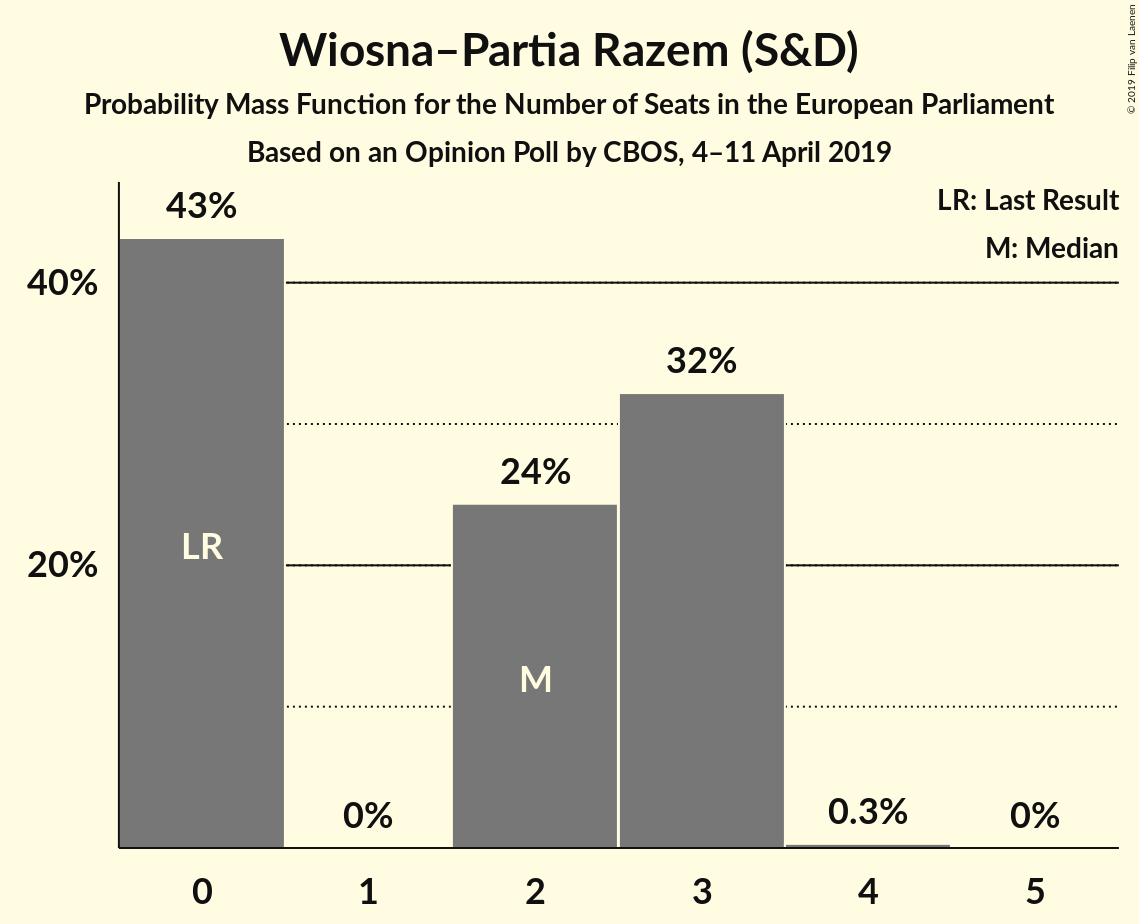 Wiosna–Partia Razem (S&D)
Probability Mass Function for the Number of Seats in the European Parliament
Based on an Opinion Poll by CBOS, 4–11 April 2019
© 2019 Filip van Laenen
LR: Last Result
M: Median
43%
40%
32%
24%
20%
LR
M
0%
0.3%
0%
0 1 2 3 4 5